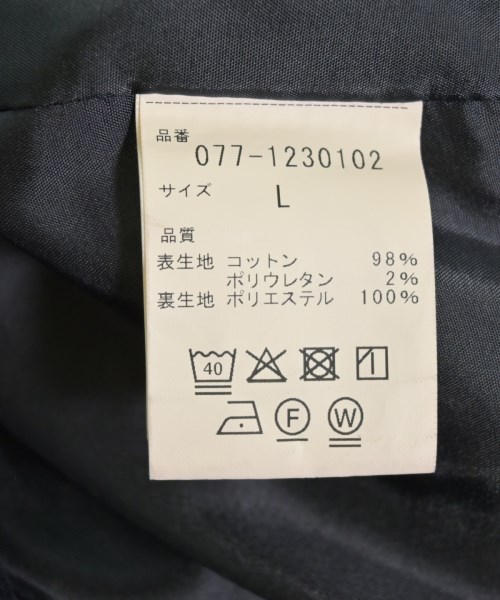 品番
077-1230102
サイズ L
品質
表生地 コットン 98%
ポリウレタン 2%
裏生地 ポリエステル 100%
40
F W